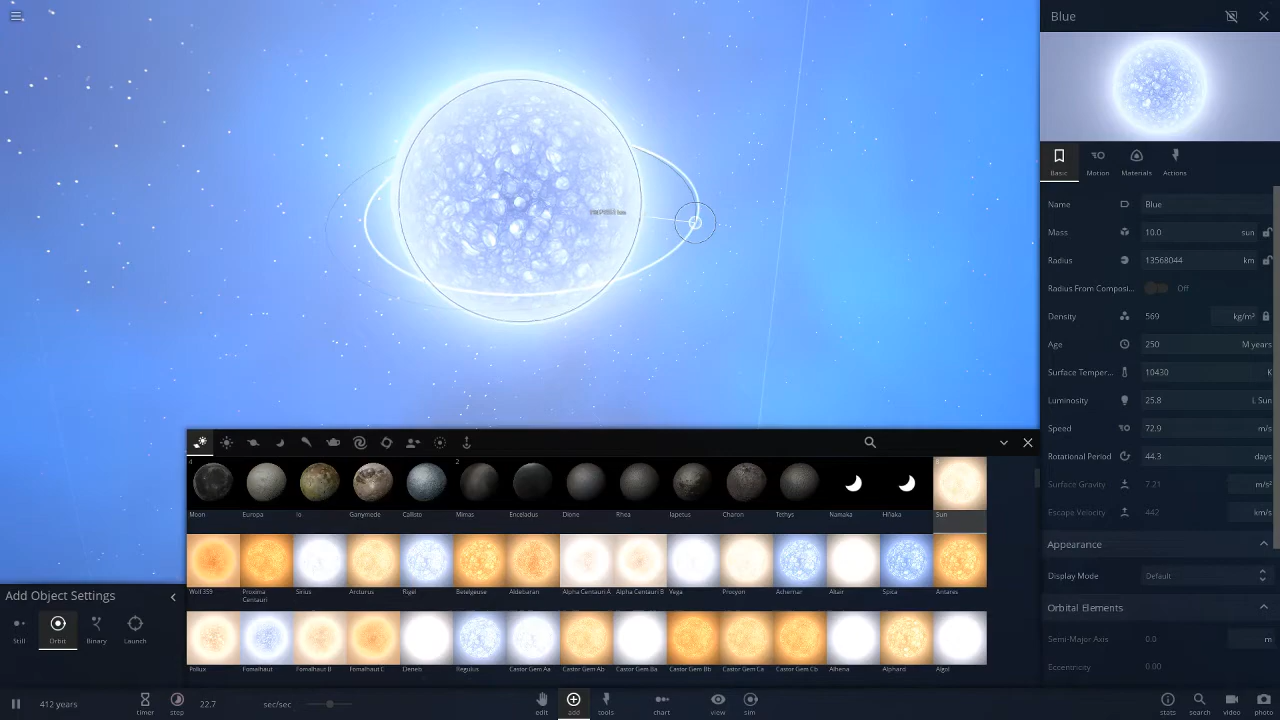 Blue
Basic Motion Materials Actions
Name Blue
Mass 10.0 sun
Radius 13568044 km
Radius From Composi... Off
Density 569 kg/m³
Age 250 M years
Surface Temper... 10430 K
Luminosity 25.8 L Sun
Speed 72.9 m/s
Rotational Period 44.3 days
Surface Gravity 7.21 m/s²
Escape Velocity 442 km/s
Appearance
Display Mode Default
Orbital Elements
Semi-Major Axis 0.0 m
Eccentricity 0.00
4 2
Moon Europa Io Ganymede Callisto Mimas Enceladus Dione Rhea Iapetus Charon Tethys Namaka Hi'iaka Sun
Wolf 359 Proxima Centauri Sirius Arcturus Rigel Betelgeuse Aldebaran Alpha Centauri A Alpha Centauri B Vega Procyon Achernar Altair Spica Antares
Pollux Fomalhaut Fomalhaut B Fomalhaut C Deneb Regulus Castor Gem Aa Castor Gem Ab Castor Gem Ba Castor Gem Bb Castor Gem Ca Castor Gem Cb Alhena Alphard Algol
Add Object Settings
Still Orbit Binary Launch
412 years timer step 22.7 sec/sec edit add tools chart view sim stats search video photo